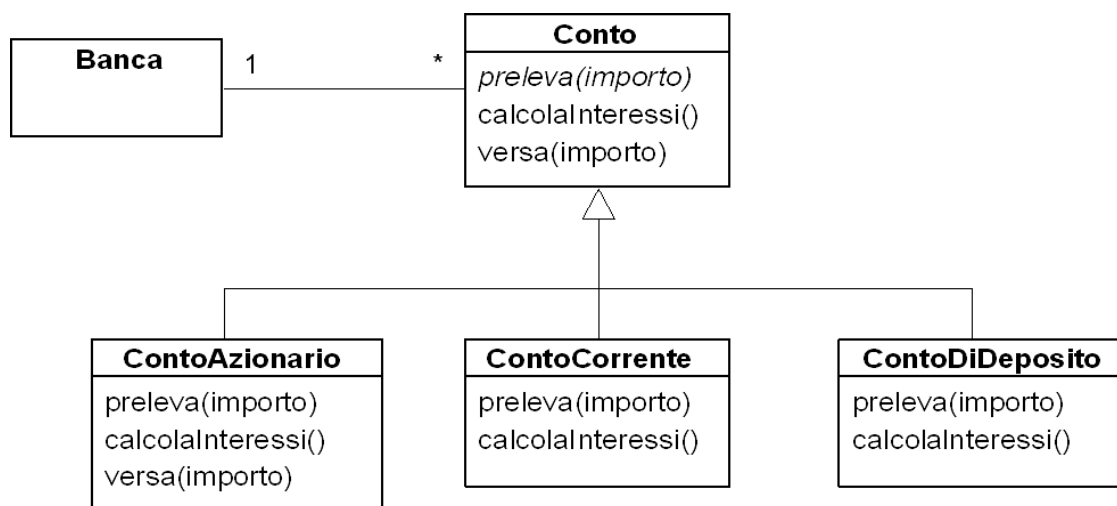 Banca
1
*
Conto
preleva(importo)
calcolaInteressi()
versa(importo)
ContoAzionario
preleva(importo)
calcolaInteressi()
versa(importo)
ContoCorrente
preleva(importo)
calcolaInteressi()
ContoDiDeposito
preleva(importo)
calcolaInteressi()